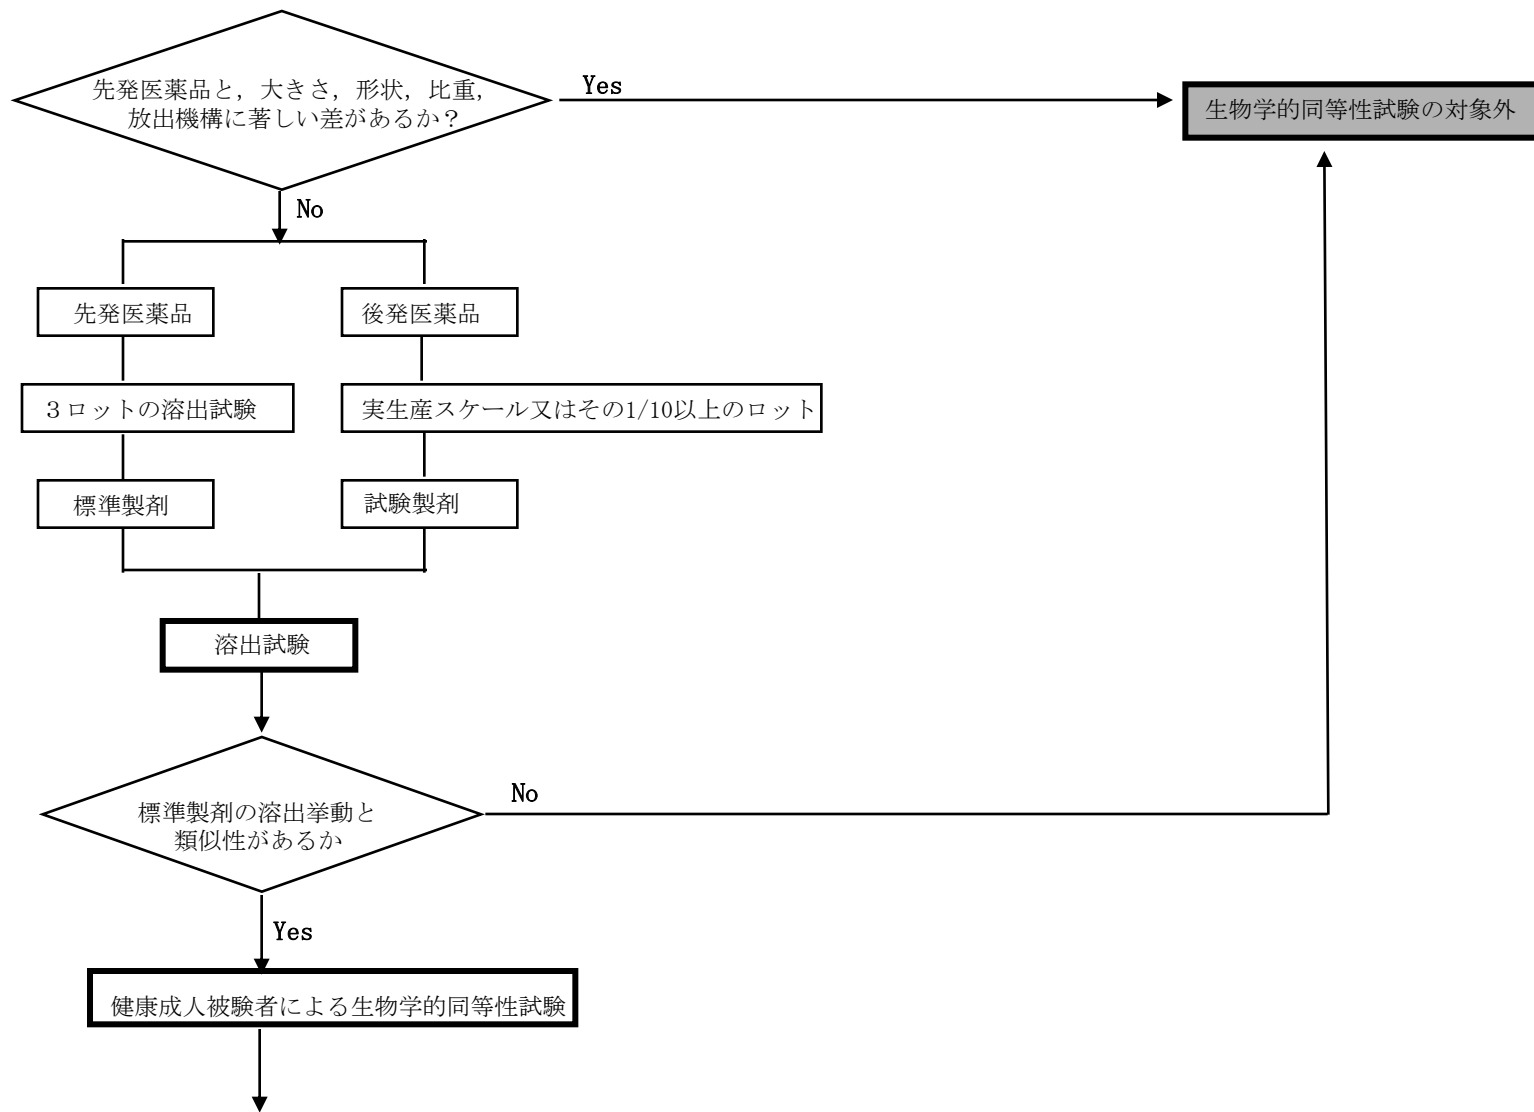 先発医薬品と，大きさ，形状，比重，
放出機構に著しい差があるか？
Yes
生物学的同等性試験の対象外
No
先発医薬品
後発医薬品
３ロットの溶出試験
実生産スケール又はその1/10以上のロット
標準製剤
試験製剤
溶出試験
標準製剤の溶出挙動と
類似性があるか
No
Yes
健康成人被験者による生物学的同等性試験